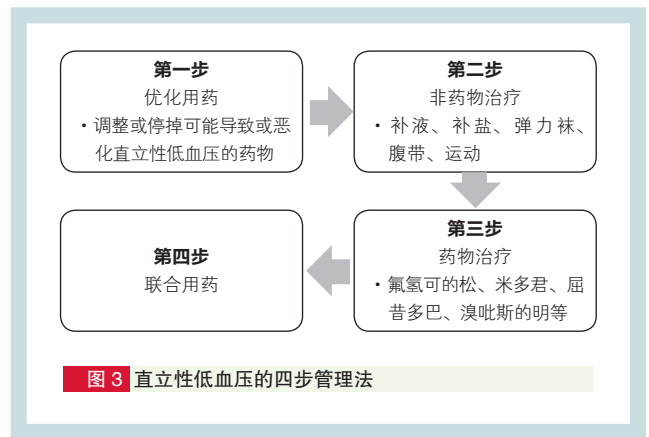 第一步
优化用药
· 调整或停掉可能导致或恶
化直立性低血压的药物
第二步
非药物治疗
· 补液、补盐、弹力袜、
腹带、运动
第三步
药物治疗
· 氟氢可的松、米多君、屈
昔多巴、溴吡斯的明等
第四步
联合用药
图 3 直立性低血压的四步管理法